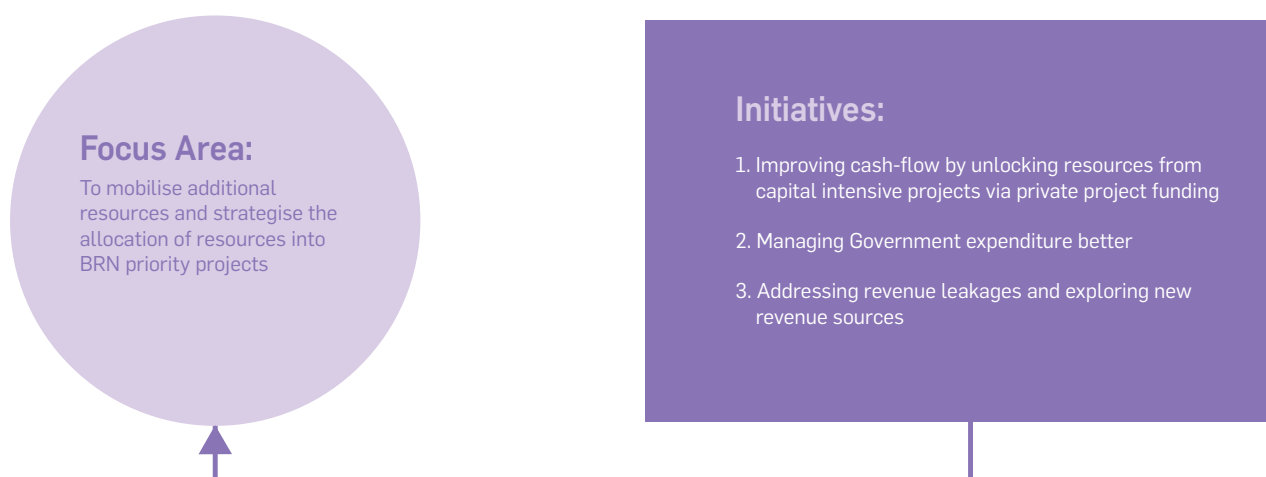 Focus Area:
To mobilise additional
resources and strategise the
allocation of resources into
BRN priority projects
Initiatives:
1. Improving cash-flow by unlocking resources from
capital intensive projects via private project funding
2. Managing Government expenditure better
3. Addressing revenue leakages and exploring new
revenue sources